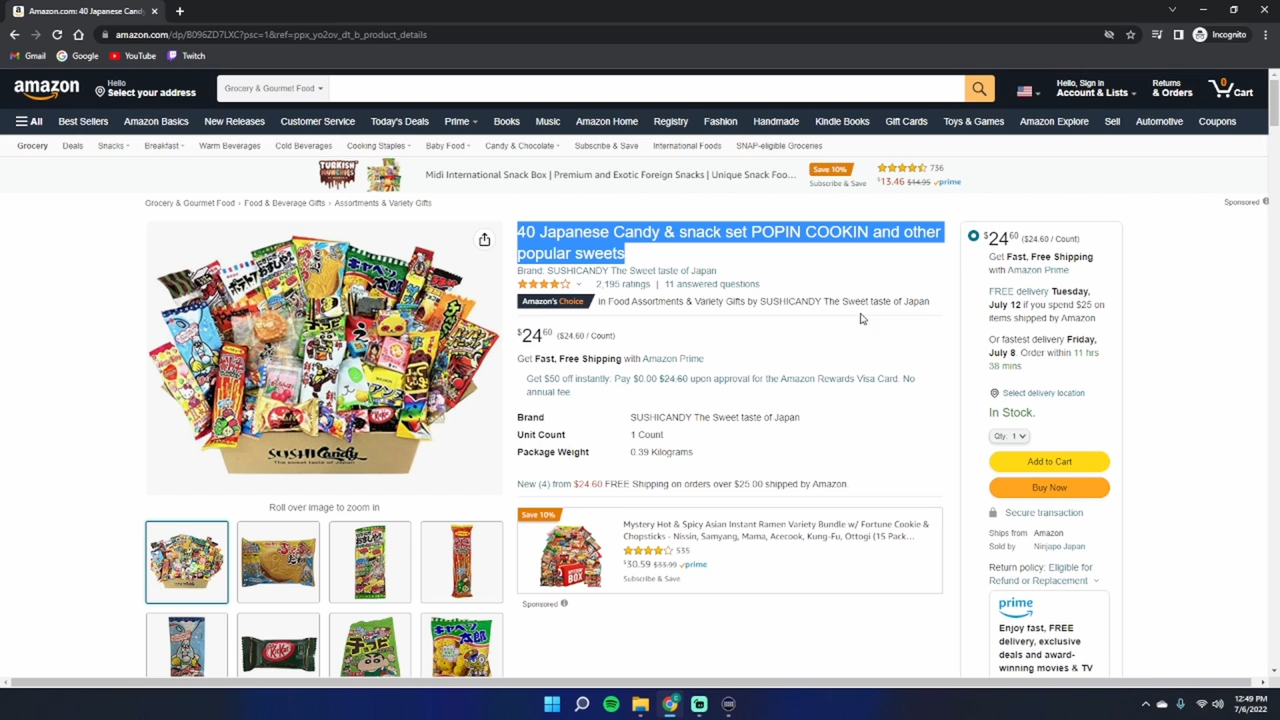 Amazon.com: 40 Japanese Candy
amazon.com/dp/B096ZD7LXC?psc=1&ref=ppx_yo2ov_dt_b_product_details
Incognito
Gmail Google YouTube Twitch
amazon
Hello
Select your address
Grocery & Gourmet Food
Hello, Sign in
Account & Lists
Returns
& Orders
0
Cart
All Best Sellers Amazon Basics New Releases Customer Service Today's Deals Prime Books Music Amazon Home Registry Fashion Handmade Kindle Books Gift Cards Toys & Games Amazon Explore Sell Automotive Coupons
Grocery Deals Snacks Breakfast Warm Beverages Cold Beverages Cooking Staples Baby Food Candy & Chocolate Subscribe & Save International Foods SNAP-eligible Groceries
TURKISH
MUNCHIES
Midi International Snack Box | Premium and Exotic Foreign Snacks | Unique Snack Foo...
Save 10%
Subscribe & Save
736
$13.46 $14.95 prime
Grocery & Gourmet Food › Food & Beverage Gifts › Assortments & Variety Gifts
Sponsored
40 Japanese Candy & snack set POPIN COOKIN and other
popular sweets
Brand: SUSHICANDY The Sweet taste of Japan
2,195 ratings | 11 answered questions
Amazon's Choice in Food Assortments & Variety Gifts by SUSHICANDY The Sweet taste of Japan
$24.60 ($24.60 / Count)
Get Fast, Free Shipping with Amazon Prime
Get $50 off instantly: Pay $0.00 $24.60 upon approval for the Amazon Rewards Visa Card. No
annual fee.
Brand SUSHICANDY The Sweet taste of Japan
Unit Count 1 Count
Package Weight 0.39 Kilograms
New (4) from $24.60 FREE Shipping on orders over $25.00 shipped by Amazon.
Save 10%
Mystery Hot & Spicy Asian Instant Ramen Variety Bundle w/ Fortune Cookie &
Chopsticks - Nissin, Samyang, Mama, Acecook, Kung-Fu, Ottogi (15 Pack...
535
$30.59 $33.99 prime
Subscribe & Save
BOX
Sponsored
SUSHI Candy
The sweet taste of Japan
Roll over image to zoom in
KitKat
キャベツ
太郎
$24.60 ($24.60 / Count)
Get Fast, Free Shipping
with Amazon Prime
FREE delivery Tuesday,
July 12 if you spend $25 on
items shipped by Amazon
Or fastest delivery Friday,
July 8. Order within 11 hrs
38 mins
Select delivery location
In Stock.
Qty: 1
Add to Cart
Buy Now
Secure transaction
Ships from Amazon
Sold by Ninjapo Japan
Return policy: Eligible for
Refund or Replacement
prime
Enjoy fast, FREE
delivery, exclusive
deals and award-
winning movies & TV
12:49 PM
7/6/2022